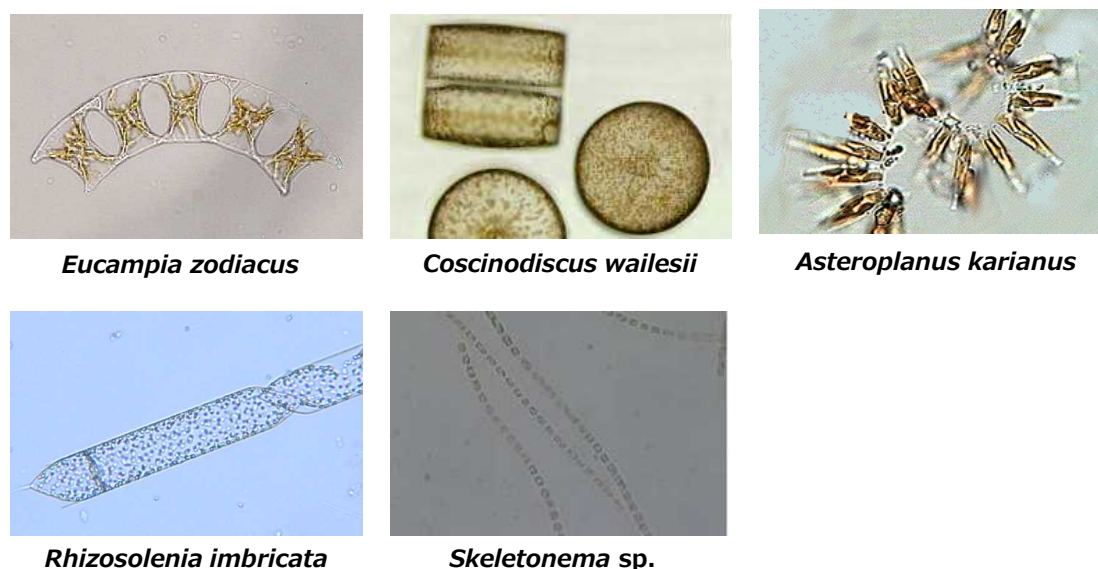 Eucampia zodiacus
Coscinodiscus wailesii
Asteroplanus karianus
Rhizosolenia imbricata
Skeletonema sp.